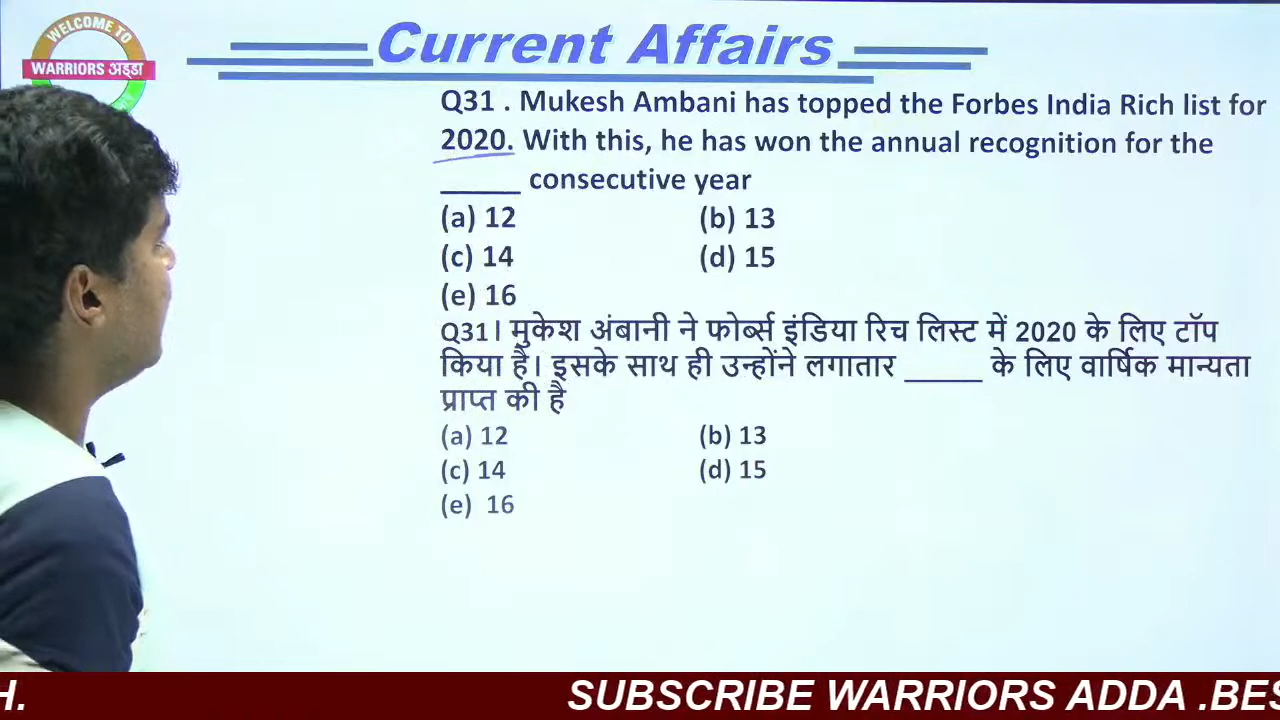 WELCOME TO
WARRIORS अड्डा
Current Affairs
Q31 . Mukesh Ambani has topped the Forbes India Rich list for
2020. With this, he has won the annual recognition for the
______ consecutive year
(a) 12 (b) 13
(c) 14 (d) 15
(e) 16
Q31। मुकेश अंबानी ने फोर्ब्स इंडिया रिच लिस्ट में 2020 के लिए टॉप
किया है। इसके साथ ही उन्होंने लगातार ______ के लिए वार्षिक मान्यता
प्राप्त की है
(a) 12 (b) 13
(c) 14 (d) 15
(e) 16
H. SUBSCRIBE WARRIORS ADDA .BES